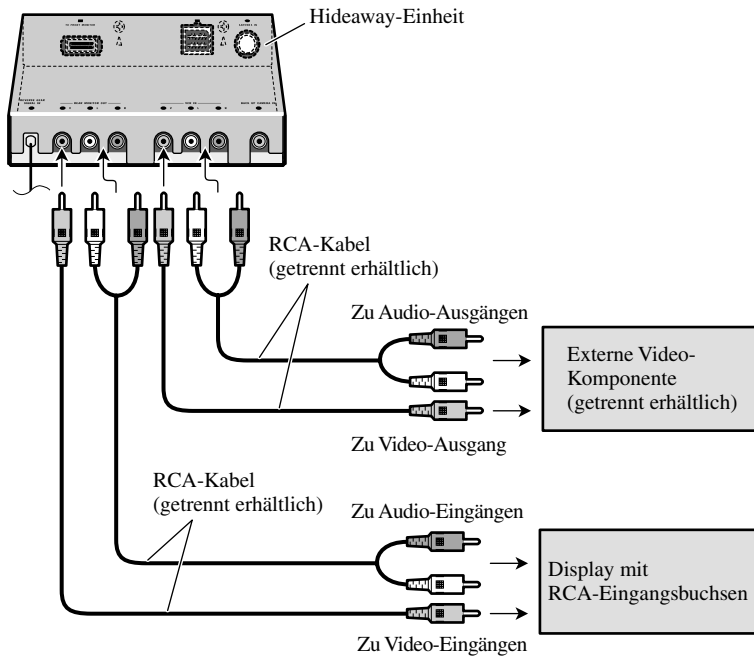 Hideaway-Einheit
RCA-Kabel
(getrennt erhältlich)
Zu Audio-Ausgängen
Externe Video-
Komponente
(getrennt erhältlich)
Zu Video-Ausgang
RCA-Kabel
(getrennt erhältlich)
Zu Audio-Eingängen
Display mit
RCA-Eingangsbuchsen
Zu Video-Eingängen